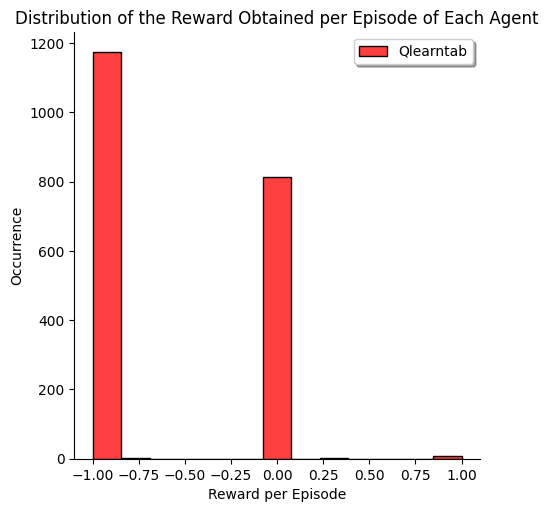 Distribution of the Reward Obtained per Episode of Each Agent
Qlearntab
1200
1000
800
600
400
200
0
Occurrence
−1.00 −0.75 −0.50 −0.25 0.00 0.25 0.50 0.75 1.00
Reward per Episode